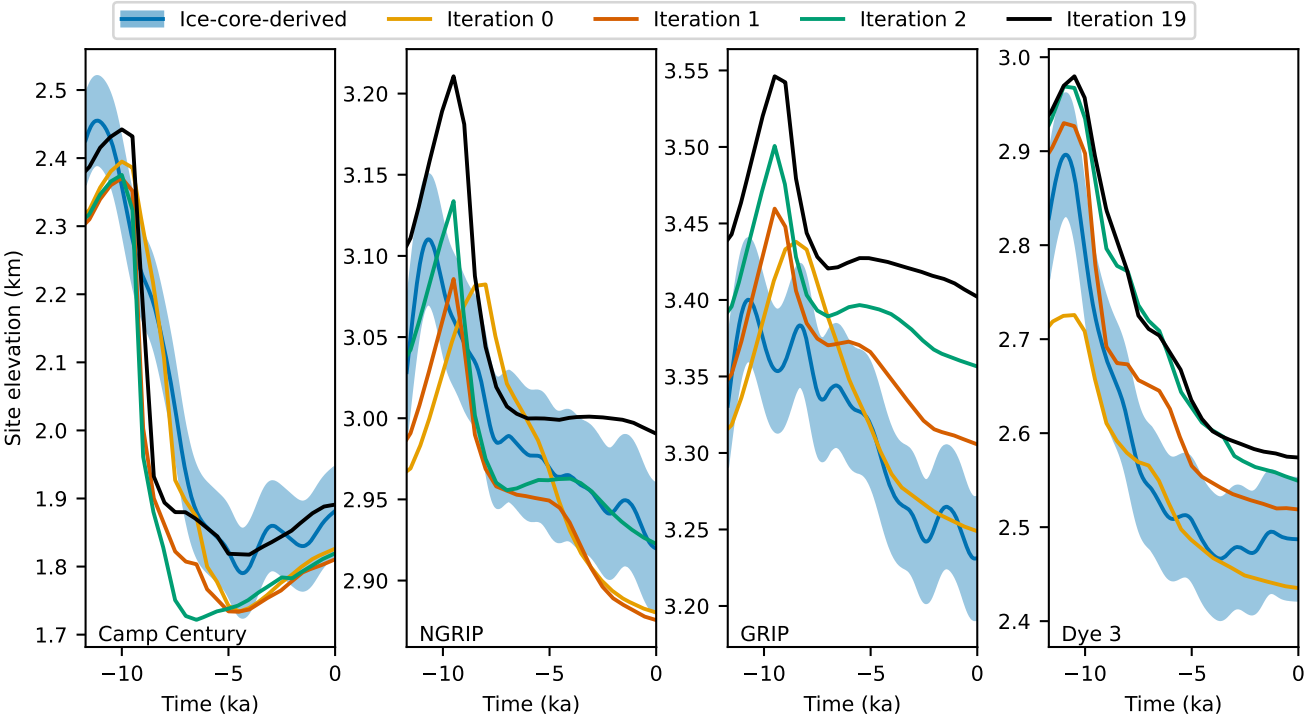 Ice-core-derived Iteration 0 Iteration 1 Iteration 2 Iteration 19
Site elevation (km)
2.5
2.4
2.3
2.2
2.1
2.0
1.9
1.8
1.7
Camp Century
−10 −5 0
Time (ka)
3.20
3.15
3.10
3.05
3.00
2.95
2.90
NGRIP
−10 −5 0
Time (ka)
3.55
3.50
3.45
3.40
3.35
3.30
3.25
3.20
GRIP
−10 −5 0
Time (ka)
3.0
2.9
2.8
2.7
2.6
2.5
2.4
Dye 3
−10 −5 0
Time (ka)